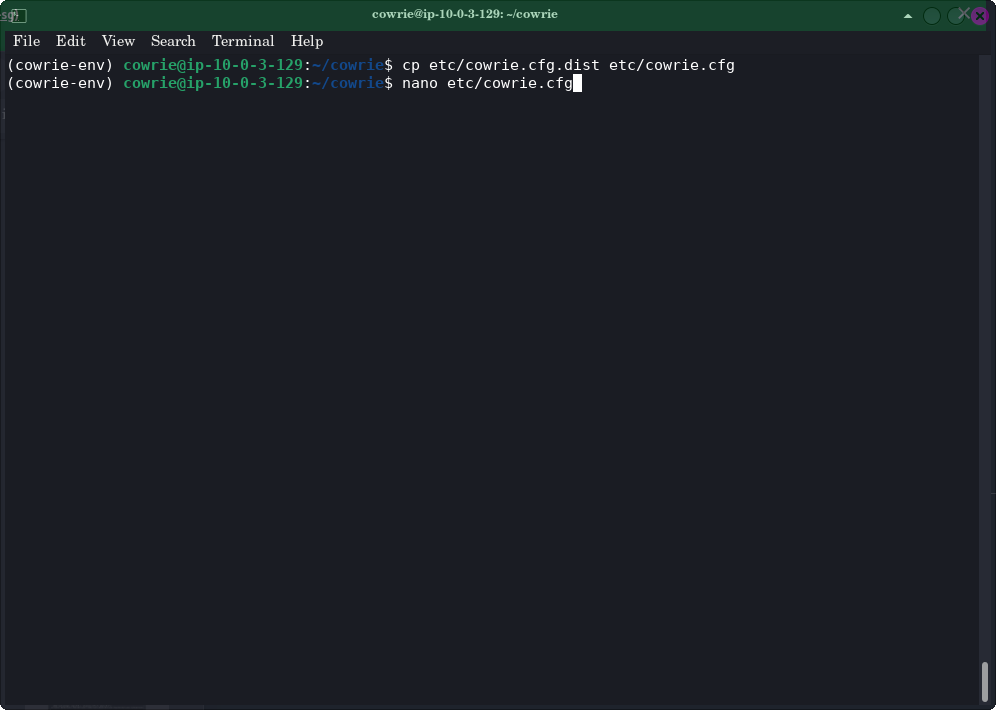 cowrie@ip-10-0-3-129: ~/cowrie
File Edit View Search Terminal Help
(cowrie-env) cowrie@ip-10-0-3-129:~/cowrie$ cp etc/cowrie.cfg.dist etc/cowrie.cfg
(cowrie-env) cowrie@ip-10-0-3-129:~/cowrie$ nano etc/cowrie.cfg